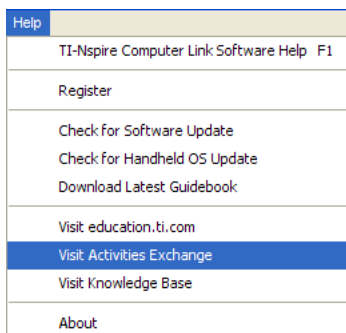 Help
TI-Nspire Computer Link Software Help F1
Register
Check for Software Update
Check for Handheld OS Update
Download Latest Guidebook
Visit education.ti.com
Visit Activities Exchange
Visit Knowledge Base
About